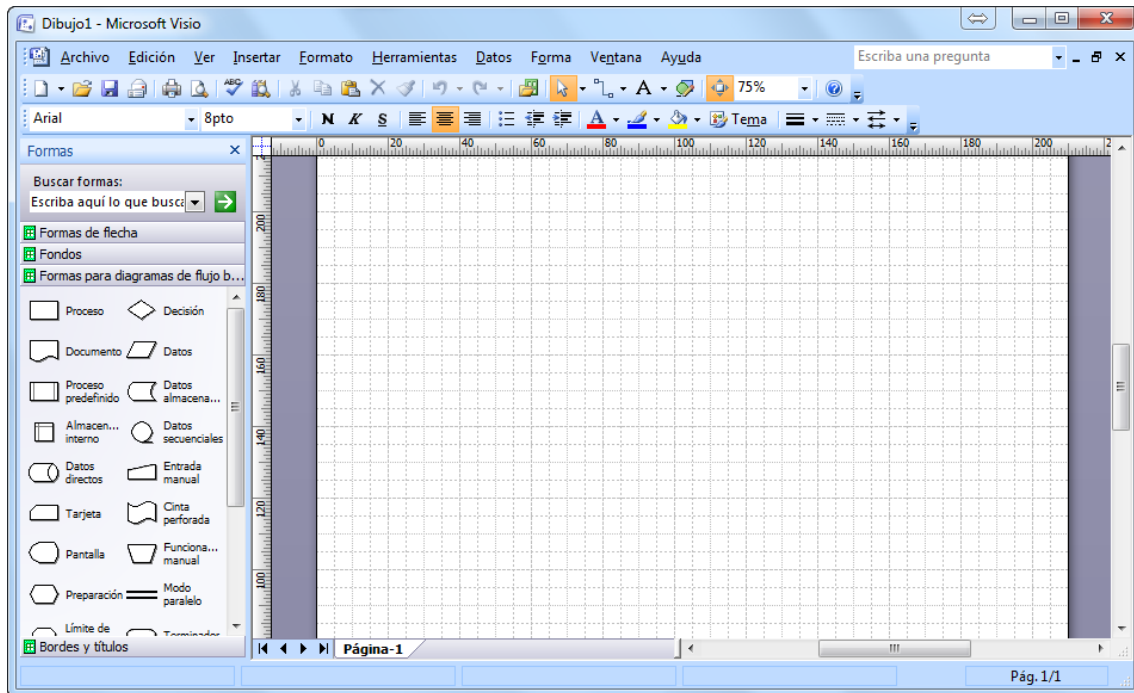 Dibujo1 - Microsoft Visio
Archivo Edición Ver Insertar Formato Herramientas Datos Forma Ventana Ayuda Escriba una pregunta
ABC 75%
Arial 8pto N K S A Tema
Formas
0 20 40 60 80 100 120 140 160 180 200 2
Buscar formas:
Escriba aquí lo que busca
Formas de flecha
Fondos
Formas para diagramas de flujo b...
Proceso Decisión
Documento Datos
Proceso predefinido Datos almacena...
Almacen... interno Datos secuenciales
Datos directos Entrada manual
Tarjeta Cinta perforada
Pantalla Funciona... manual
Preparación Modo paralelo
Límite de Terminador
Bordes y títulos
200
180
160
140
120
100
Página-1
Pág. 1/1